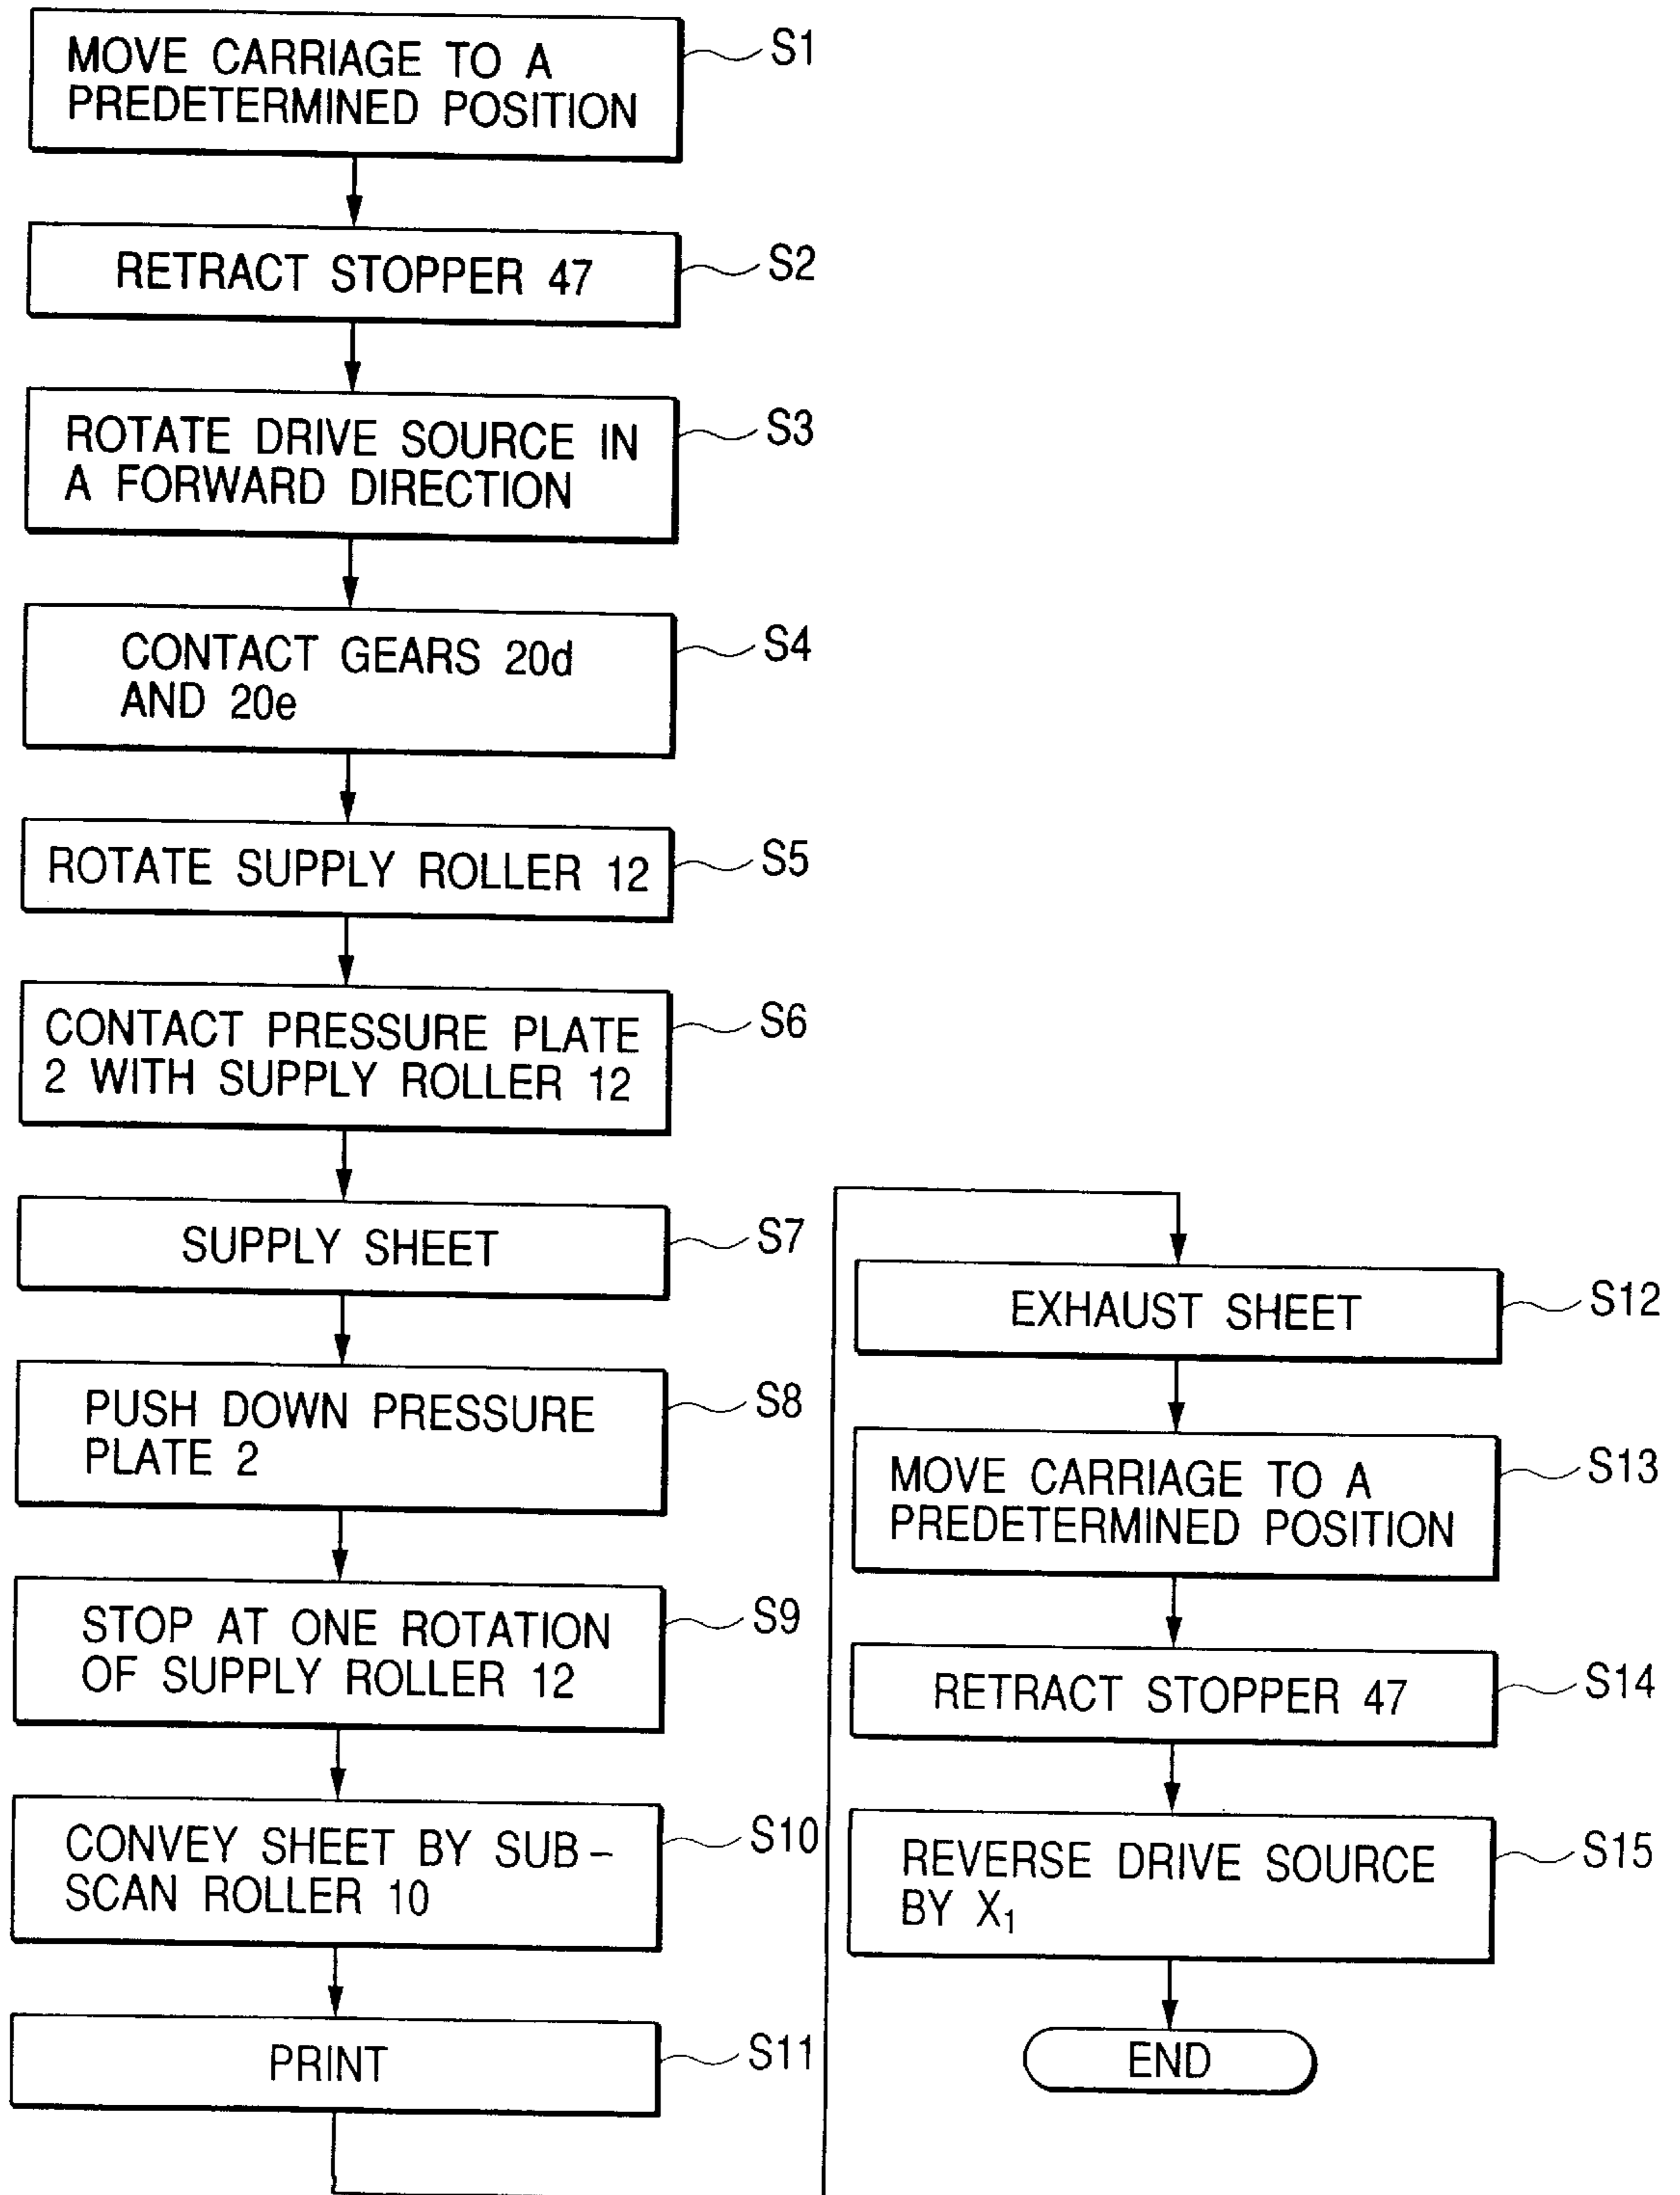 MOVE CARRIAGE TO A
PREDETERMINED POSITION
S1
RETRACT STOPPER 47
S2
ROTATE DRIVE SOURCE IN
A FORWARD DIRECTION
S3
CONTACT GEARS 20d
AND 20e
S4
ROTATE SUPPLY ROLLER 12
S5
CONTACT PRESSURE PLATE
2 WITH SUPPLY ROLLER 12
S6
SUPPLY SHEET
S7
PUSH DOWN PRESSURE
PLATE 2
S8
STOP AT ONE ROTATION
OF SUPPLY ROLLER 12
S9
CONVEY SHEET BY SUB-
SCAN ROLLER 10
S10
PRINT
S11
EXHAUST SHEET
S12
MOVE CARRIAGE TO A
PREDETERMINED POSITION
S13
RETRACT STOPPER 47
S14
REVERSE DRIVE SOURCE
BY X₁
S15
END